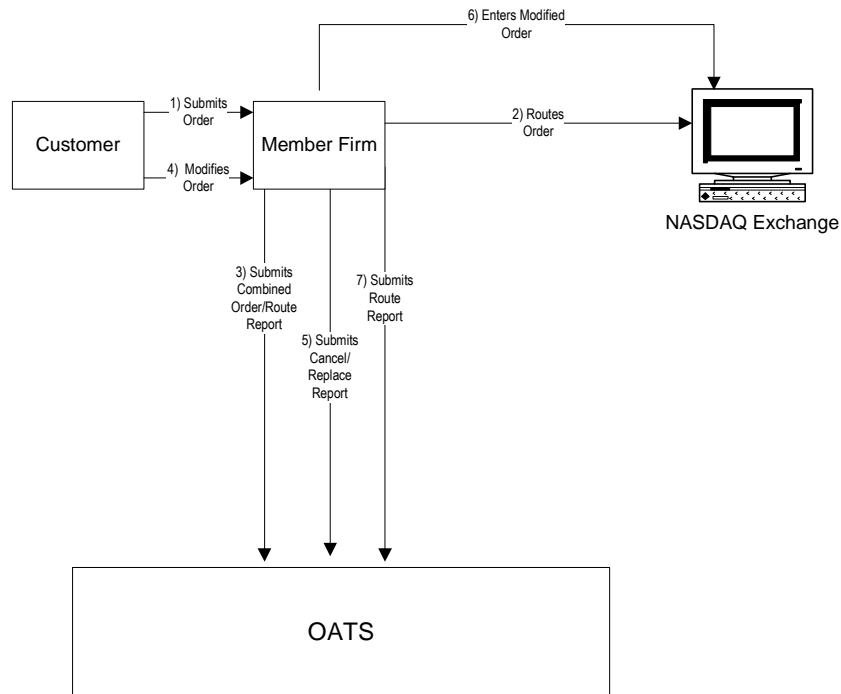 6) Enters Modified
Order
1) Submits
Order
2) Routes
Order
Customer
Member Firm
4) Modifies
Order
NASDAQ Exchange
3) Submits
Combined
Order/Route
Report
7) Submits
Route
Report
5) Submits
Cancel/
Replace
Report
OATS